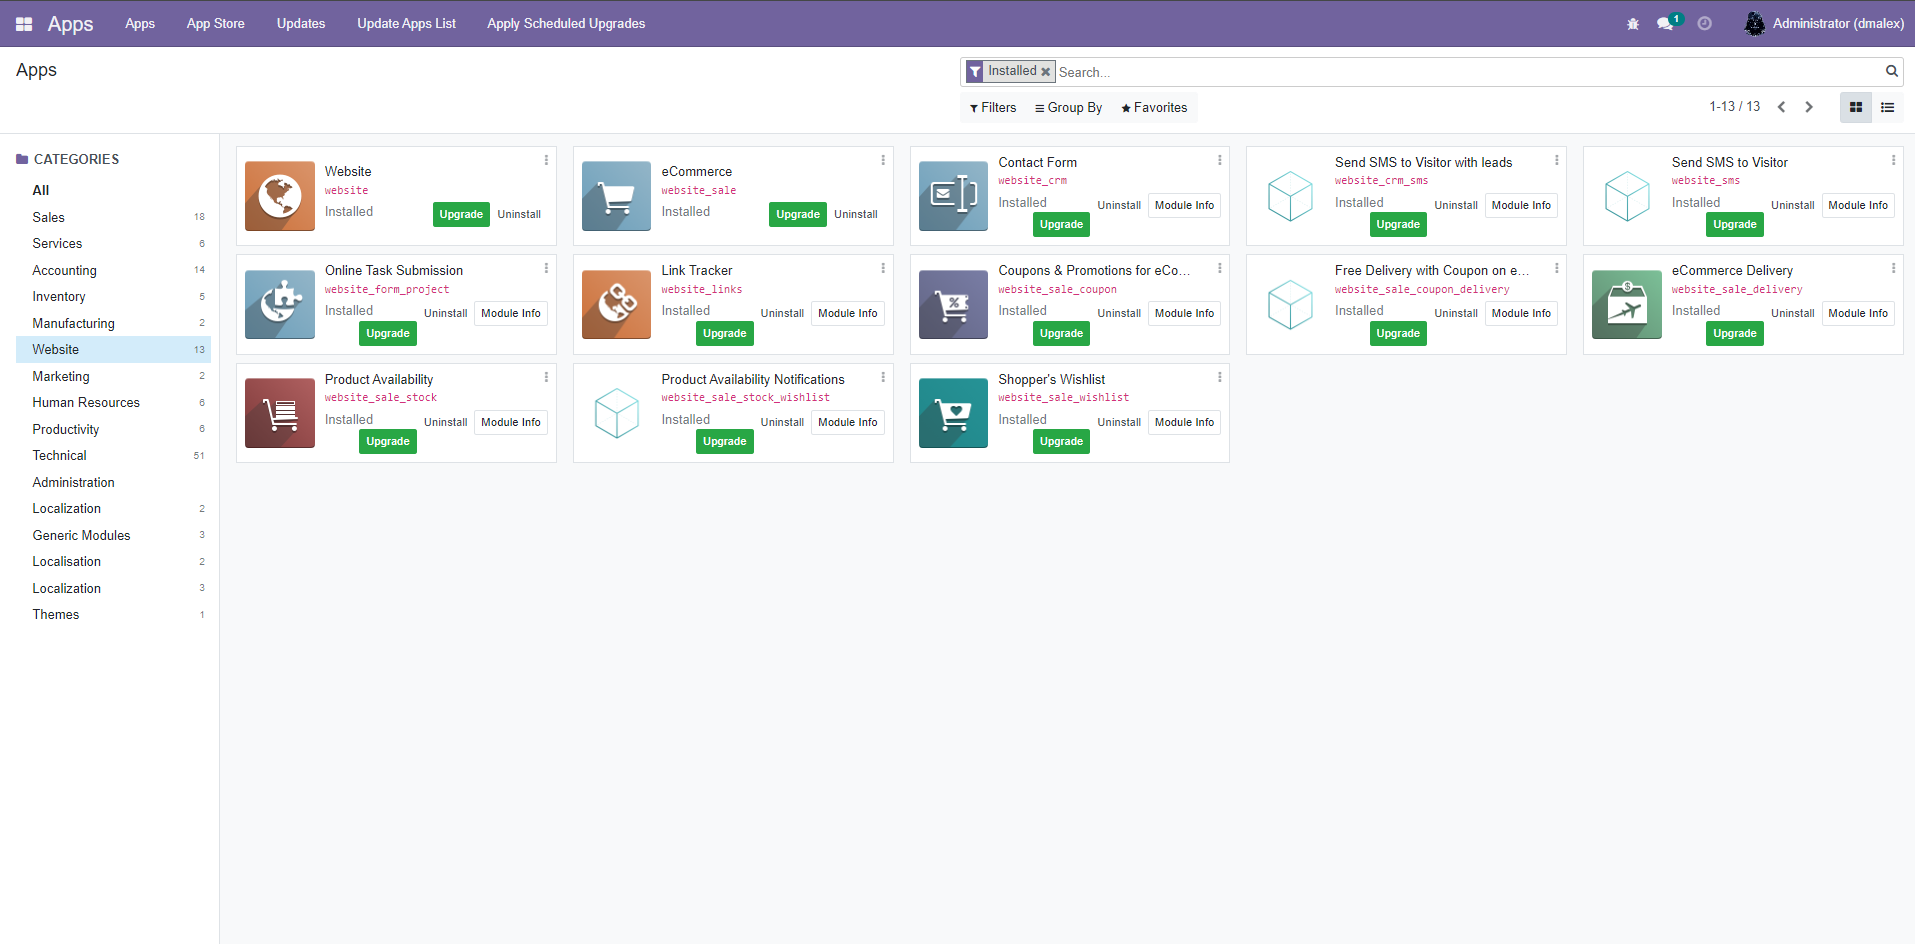 Apps
Apps
App Store
Updates
Update Apps List
Apply Scheduled Upgrades
1
Administrator (dmalex)
Apps
Installed
Search...
Filters
Group By
Favorites
1-13 / 13
CATEGORIES
All
Sales 18
Services 6
Accounting 14
Inventory 5
Manufacturing 2
Website 13
Marketing 2
Human Resources 6
Productivity 6
Technical 51
Administration
Localization 2
Generic Modules 3
Localisation 2
Localization 3
Themes 1
Website
website
Installed
Upgrade
Uninstall
eCommerce
website_sale
Installed
Upgrade
Uninstall
Contact Form
website_crm
Installed
Uninstall
Module Info
Upgrade
Send SMS to Visitor with leads
website_crm_sms
Installed
Uninstall
Module Info
Upgrade
Send SMS to Visitor
website_sms
Installed
Uninstall
Module Info
Upgrade
Online Task Submission
website_form_project
Installed
Uninstall
Module Info
Upgrade
Link Tracker
website_links
Installed
Uninstall
Module Info
Upgrade
Coupons & Promotions for eCo...
website_sale_coupon
Installed
Uninstall
Module Info
Upgrade
Free Delivery with Coupon on e...
website_sale_coupon_delivery
Installed
Uninstall
Module Info
Upgrade
eCommerce Delivery
website_sale_delivery
Installed
Uninstall
Module Info
Upgrade
Product Availability
website_sale_stock
Installed
Uninstall
Module Info
Upgrade
Product Availability Notifications
website_sale_stock_wishlist
Installed
Uninstall
Module Info
Upgrade
Shopper's Wishlist
website_sale_wishlist
Installed
Uninstall
Module Info
Upgrade